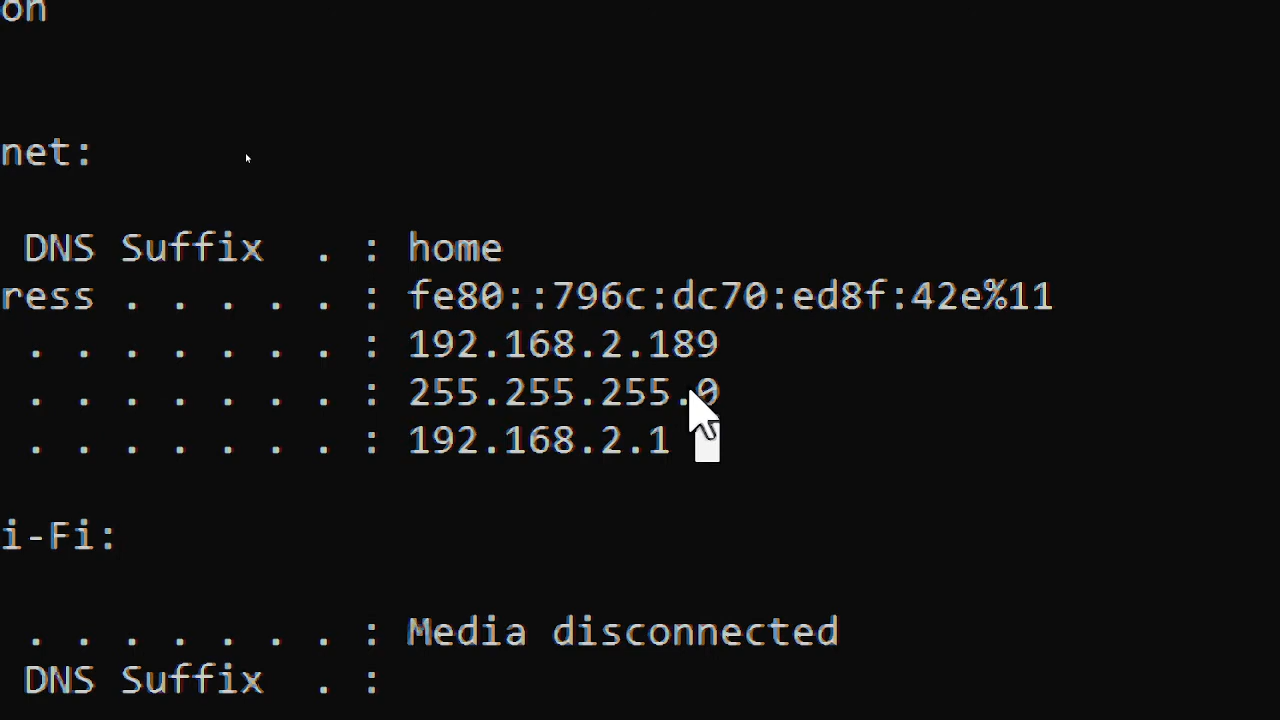 on
net:
DNS Suffix . : home
ress . . . . . : fe80::796c:dc70:ed8f:42e%11
. . . . . . . : 192.168.2.189
. . . . . . . : 255.255.255.0
. . . . . . . : 192.168.2.1
i-Fi:
. . . . . . . : Media disconnected
DNS Suffix . :